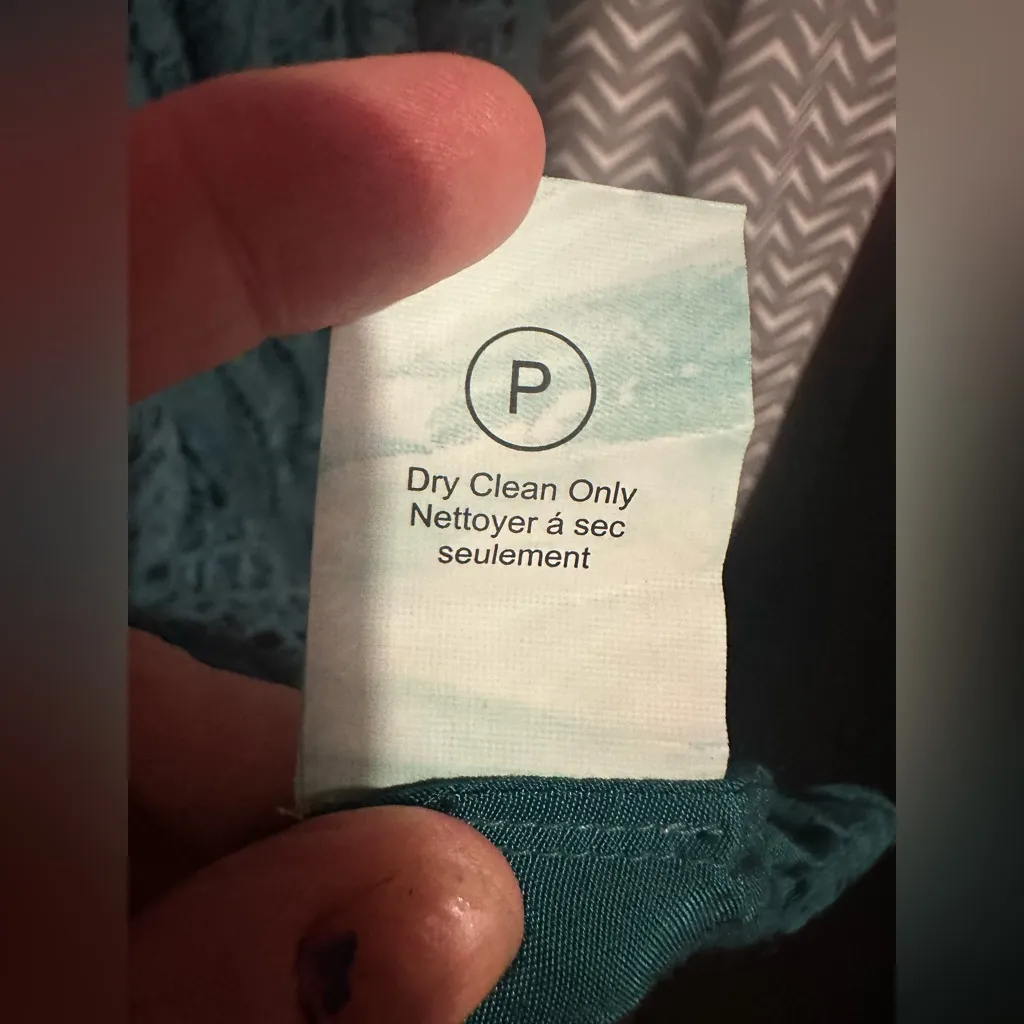 P
Dry Clean Only
Nettoyer á sec
seulement